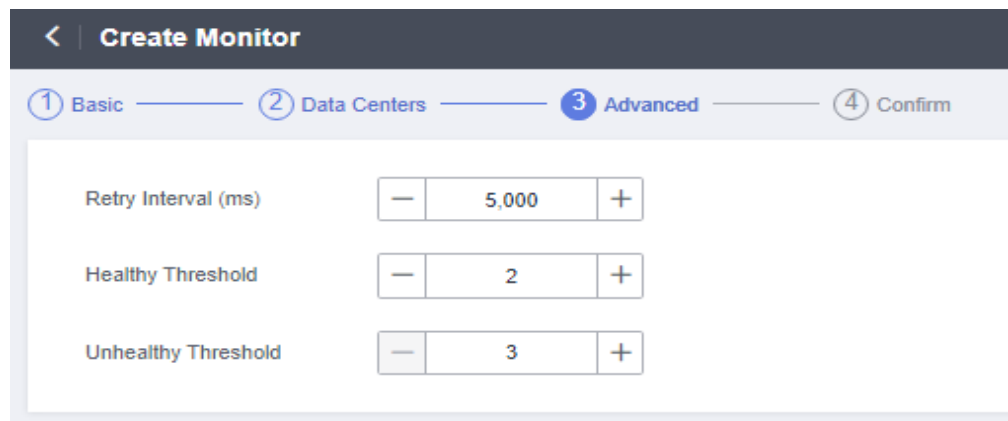 Create Monitor
1 Basic 2 Data Centers 3 Advanced 4 Confirm
Retry Interval (ms) 5,000
Healthy Threshold 2
Unhealthy Threshold 3